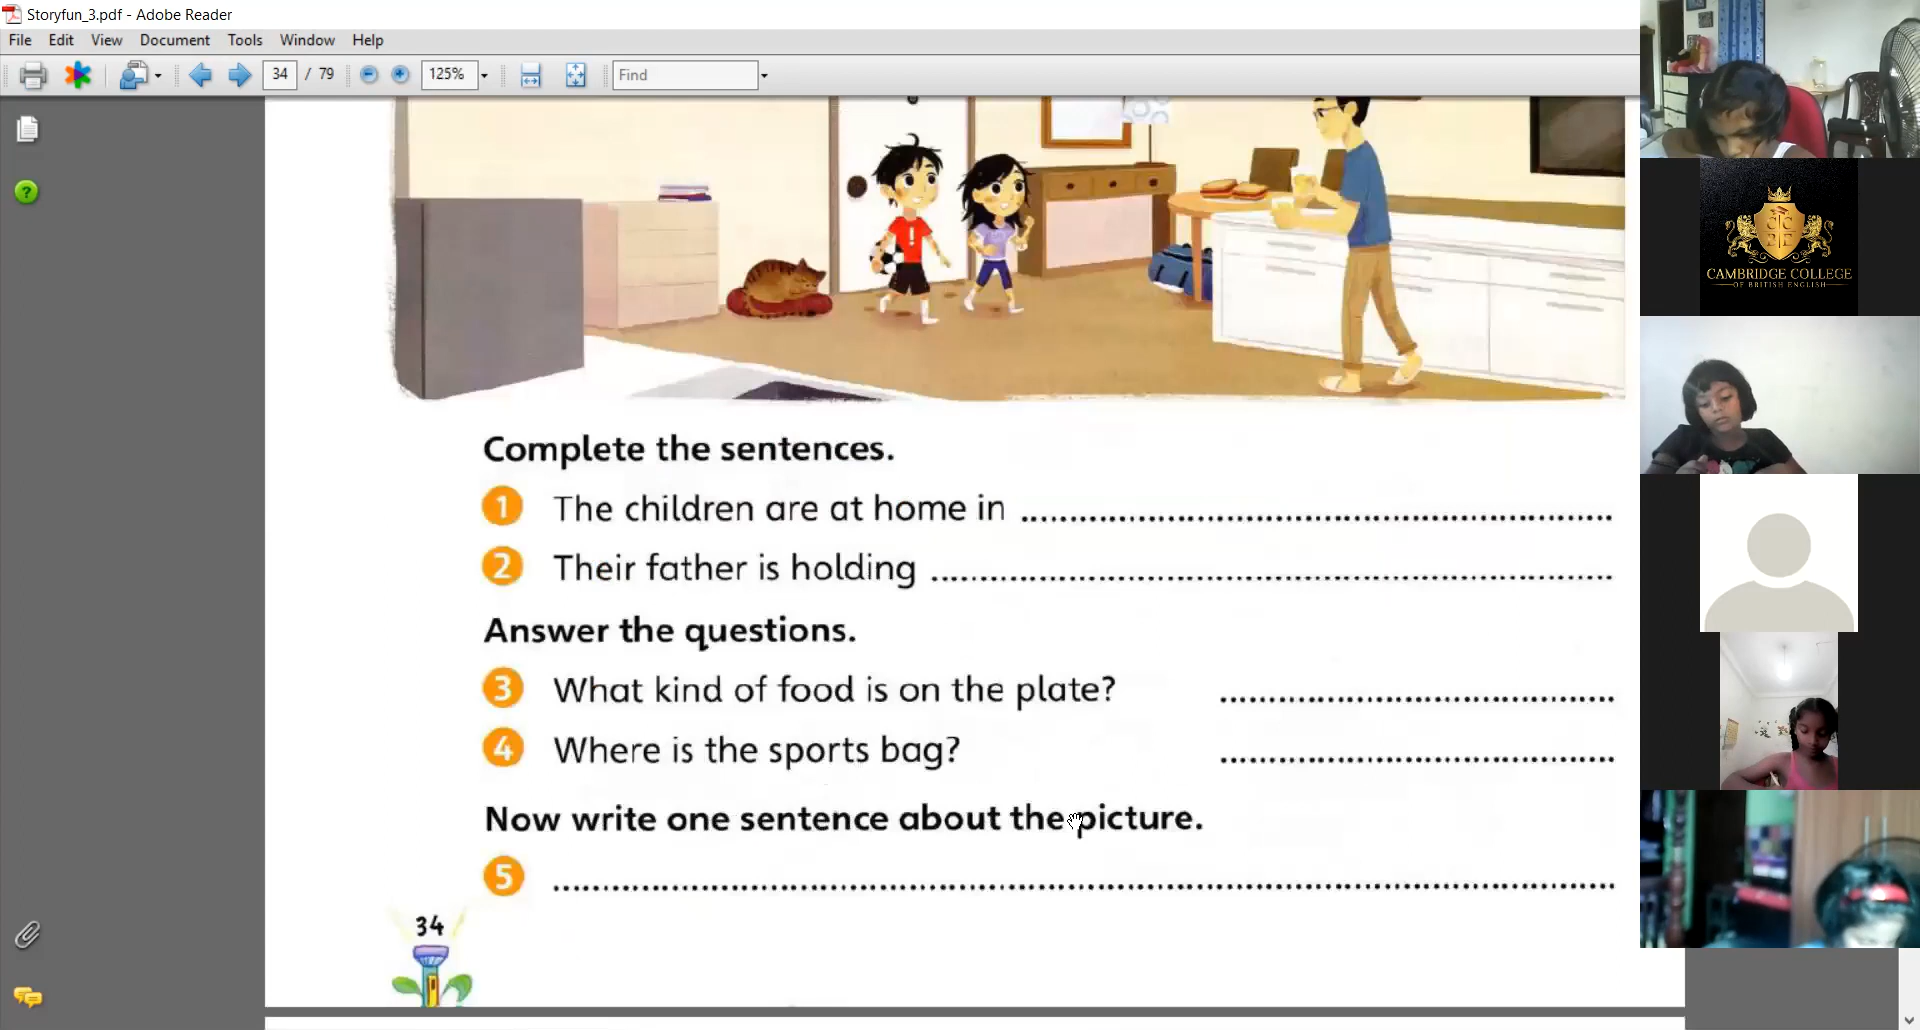 Storyfun_3.pdf - Adobe Reader
File Edit View Document Tools Window Help
34 / 79 125% Find
?
!
Complete the sentences.
1 The children are at home in ........................................
2 Their father is holding ........................................
Answer the questions.
3 What kind of food is on the plate? ........................................
4 Where is the sports bag? ........................................
Now write one sentence about the picture.
5 ........................................
34
CAMBRIDGE COLLEGE
OF BRITISH ENGLISH